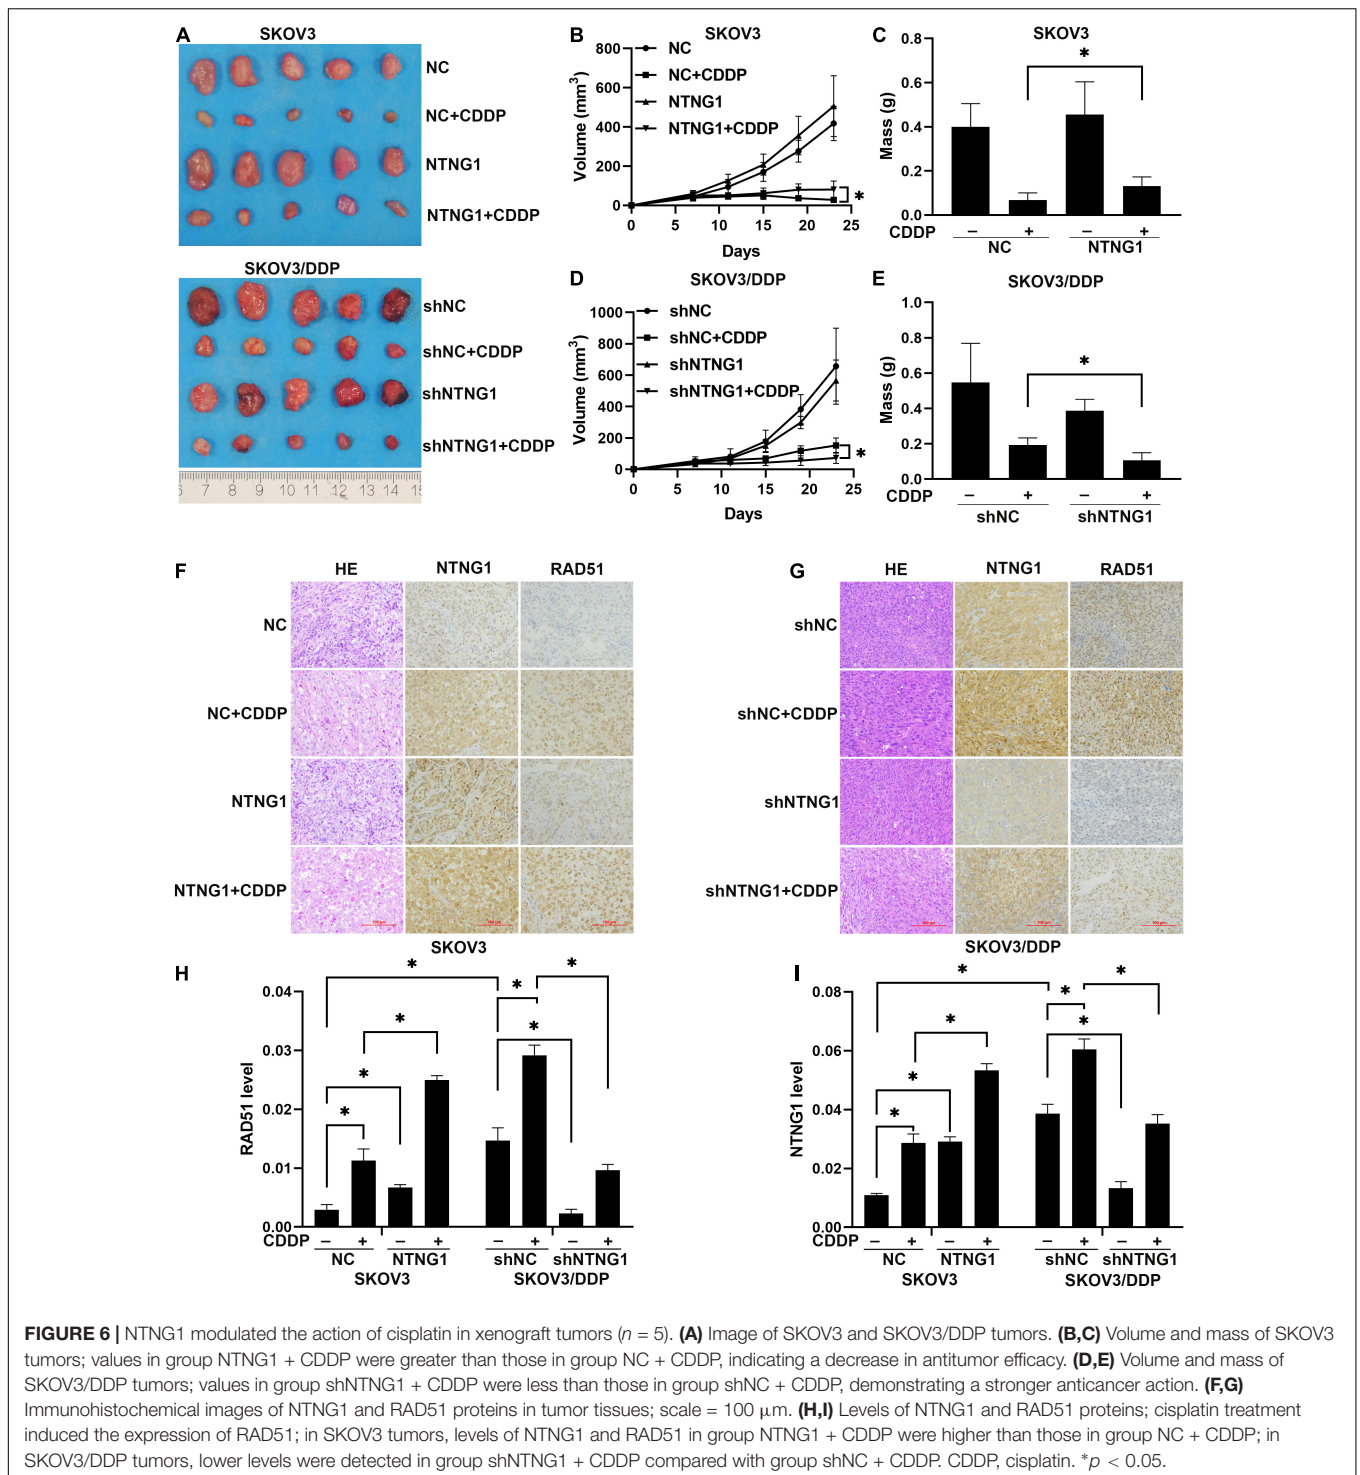 A
SKOV3
NC
NC+CDDP
NTNG1
NTNG1+CDDP
SKOV3/DDP
shNC
shNC+CDDP
shNTNG1
shNTNG1+CDDP
6 7 8 9 10 11 12 13 14 15
B
SKOV3
NC
NC+CDDP
NTNG1
NTNG1+CDDP
Volume (mm³)
800
600
400
200
0
0 5 10 15 20 25
Days
*
C
SKOV3
Mass (g)
0.8
0.6
0.4
0.2
0.0
*
CDDP − + − +
NC NTNG1
D
SKOV3/DDP
shNC
shNC+CDDP
shNTNG1
shNTNG1+CDDP
Volume (mm³)
1000
800
600
400
200
0
0 5 10 15 20 25
Days
*
E
SKOV3/DDP
Mass (g)
1.0
0.8
0.6
0.4
0.2
0.0
*
CDDP − + − +
shNC shNTNG1
F
HE NTNG1 RAD51
NC
NC+CDDP
NTNG1
NTNG1+CDDP
100 μm 100 μm 100 μm
SKOV3
G
HE NTNG1 RAD51
shNC
shNC+CDDP
shNTNG1
shNTNG1+CDDP
100 μm 100 μm 100 μm
SKOV3/DDP
H
RAD51 level
0.04
0.03
0.02
0.01
0.00
* * * * * * *
CDDP − + − + − + − +
NC NTNG1 shNC shNTNG1
SKOV3 SKOV3/DDP
I
NTNG1 level
0.08
0.06
0.04
0.02
0.00
* * * * * * *
CDDP − + − + − + − +
NC NTNG1 shNC shNTNG1
SKOV3 SKOV3/DDP
FIGURE 6 | NTNG1 modulated the action of cisplatin in xenograft tumors (n = 5). (A) Image of SKOV3 and SKOV3/DDP tumors. (B,C) Volume and mass of SKOV3
tumors; values in group NTNG1 + CDDP were greater than those in group NC + CDDP, indicating a decrease in antitumor efficacy. (D,E) Volume and mass of
SKOV3/DDP tumors; values in group shNTNG1 + CDDP were less than those in group shNC + CDDP, demonstrating a stronger anticancer action. (F,G)
Immunohistochemical images of NTNG1 and RAD51 proteins in tumor tissues; scale = 100 μm. (H,I) Levels of NTNG1 and RAD51 proteins; cisplatin treatment
induced the expression of RAD51; in SKOV3 tumors, levels of NTNG1 and RAD51 in group NTNG1 + CDDP were higher than those in group NC + CDDP; in
SKOV3/DDP tumors, lower levels were detected in group shNTNG1 + CDDP compared with group shNC + CDDP. CDDP, cisplatin. *p < 0.05.